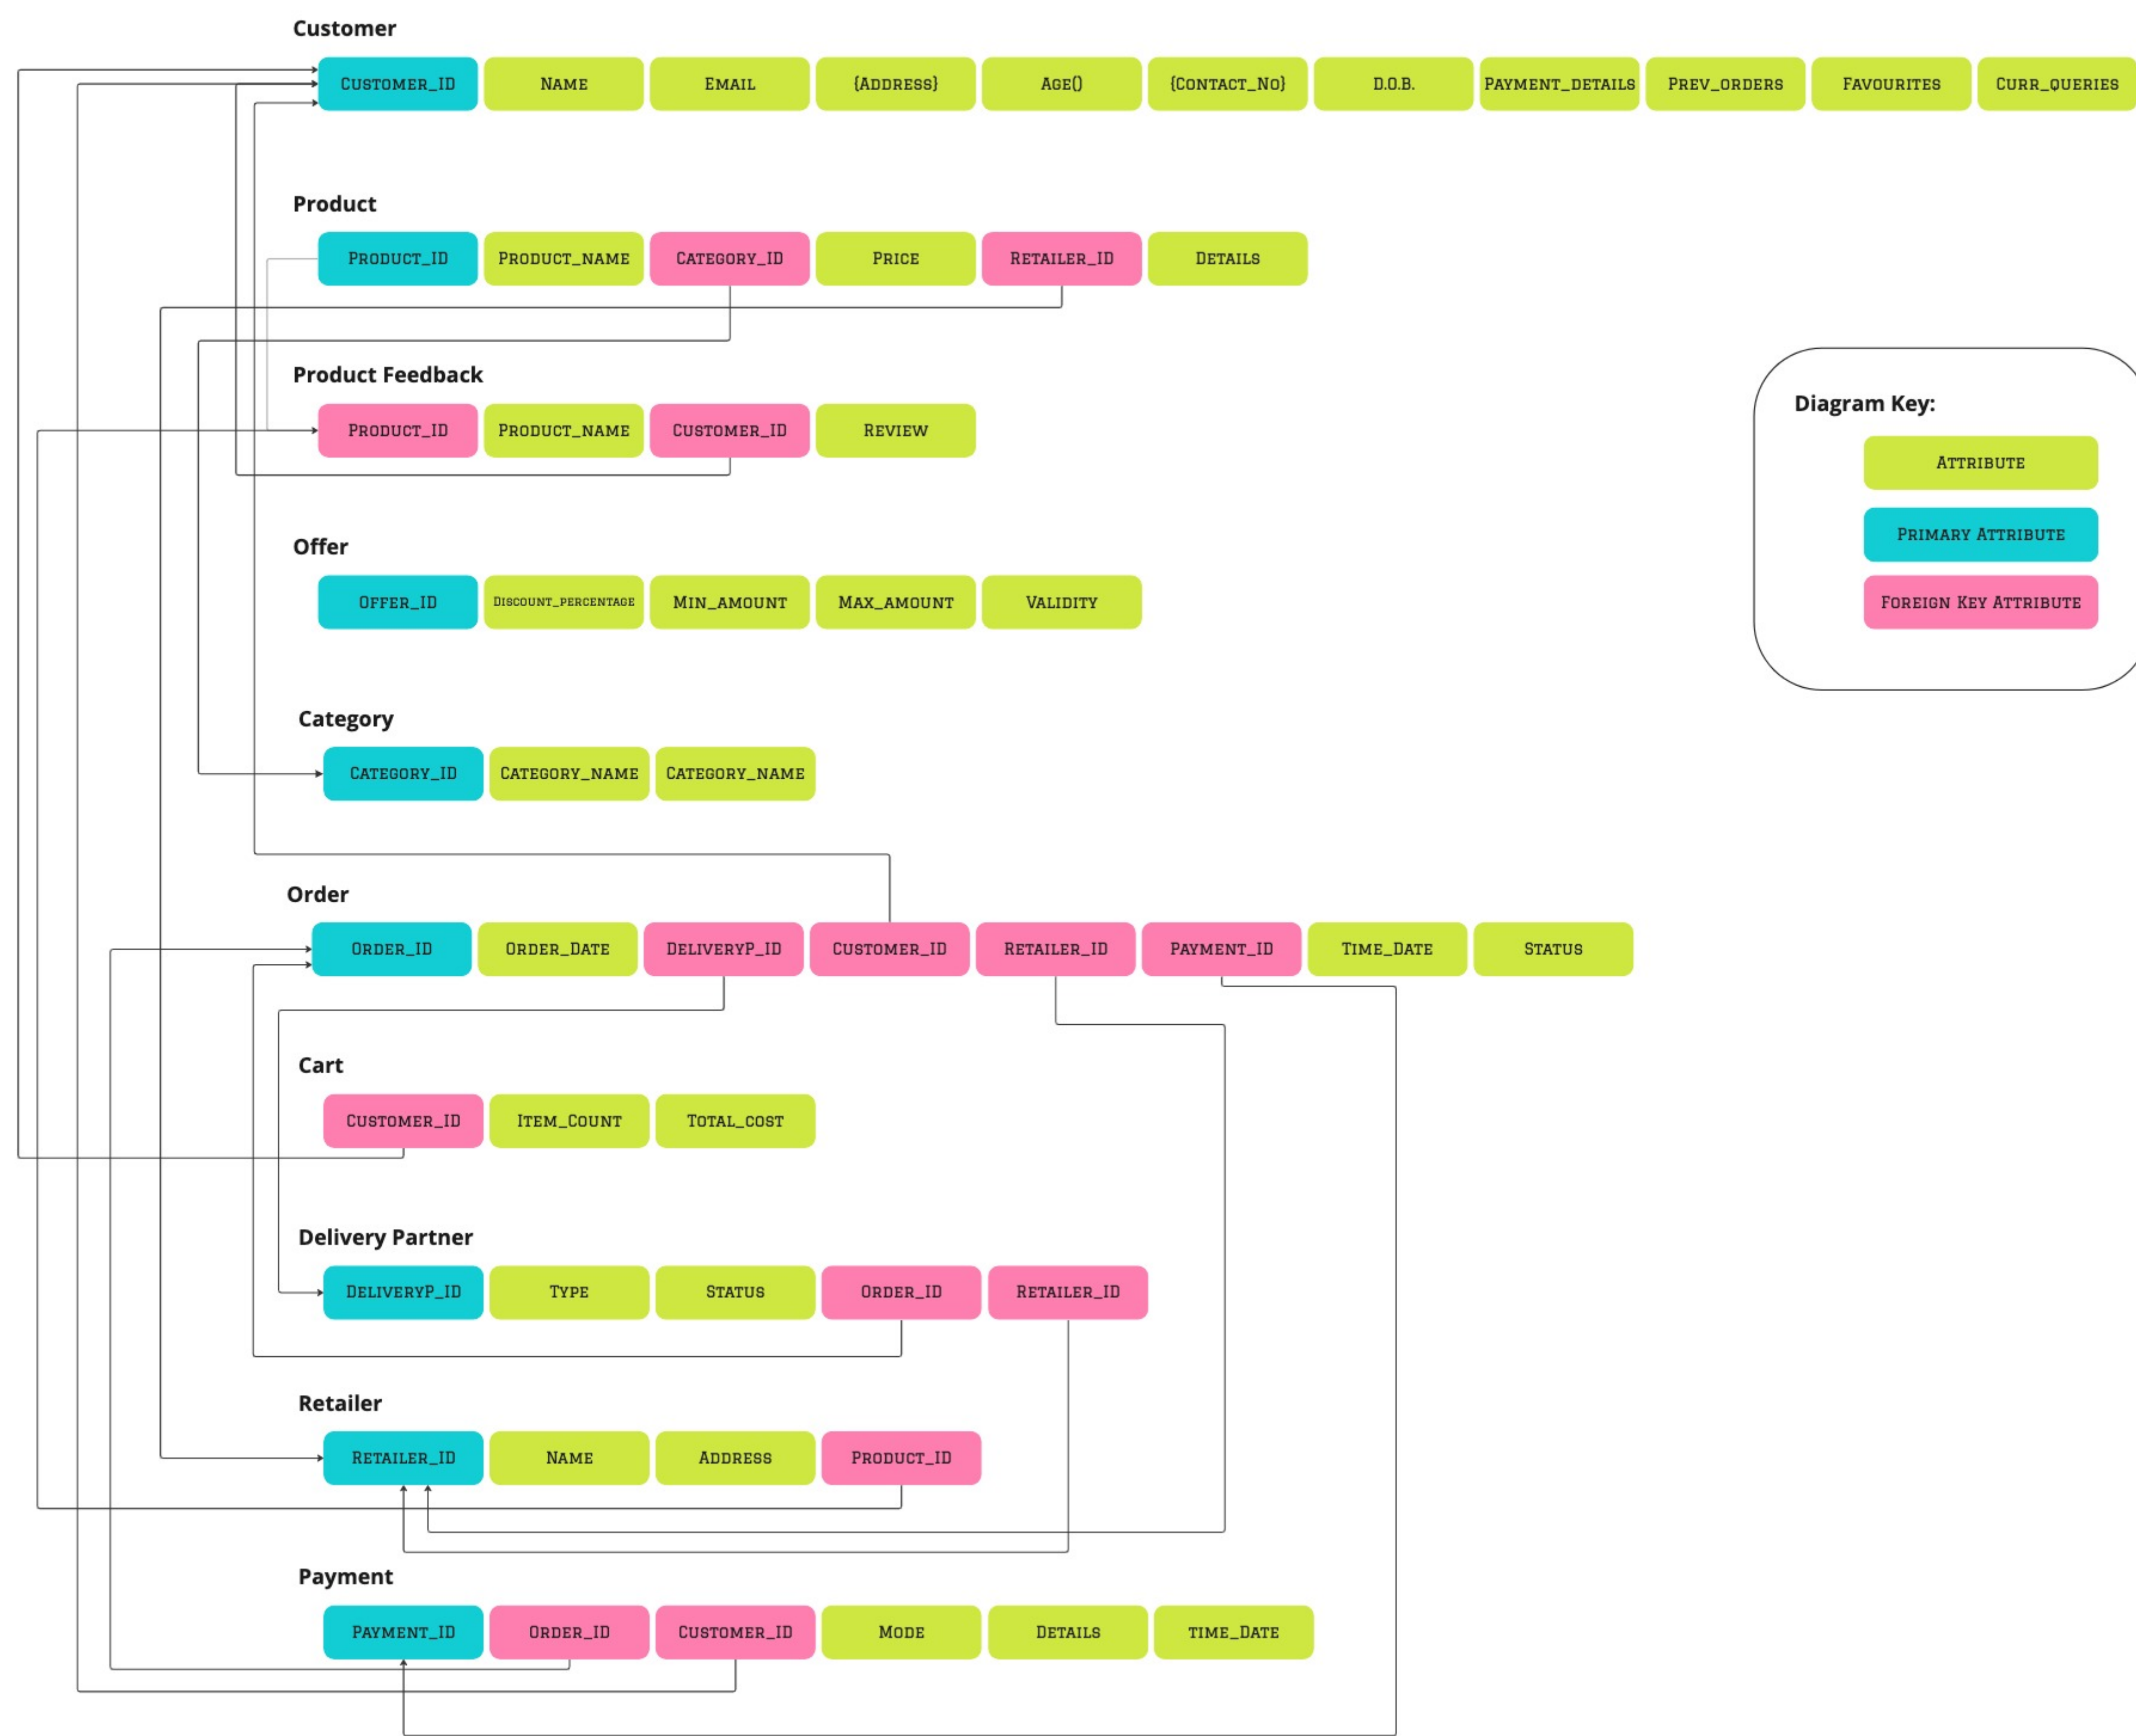 Customer
Customer_ID Name Email {Address} Age() {Contact_No} D.O.B. payment_details Prev_orders Favourites Curr_queries
Product
Product_ID Product_name category_ID Price Retailer_ID Details
Product Feedback
Product_ID Product_name Customer_ID Review
Diagram Key:
Attribute
Primary Attribute
Foreign Key Attribute
Offer
Offer_ID Discount_percentage Min_amount Max_amount Validity
Category
Category_ID Category_name Category_name
Order
Order_ID Order_Date DeliveryP_ID Customer_ID Retailer_ID Payment_ID Time_Date Status
Cart
Customer_ID Item_Count Total_cost
Delivery Partner
DeliveryP_ID Type Status Order_ID Retailer_ID
Retailer
Retailer_ID Name Address Product_ID
Payment
Payment_ID Order_ID Customer_ID Mode Details time_Date